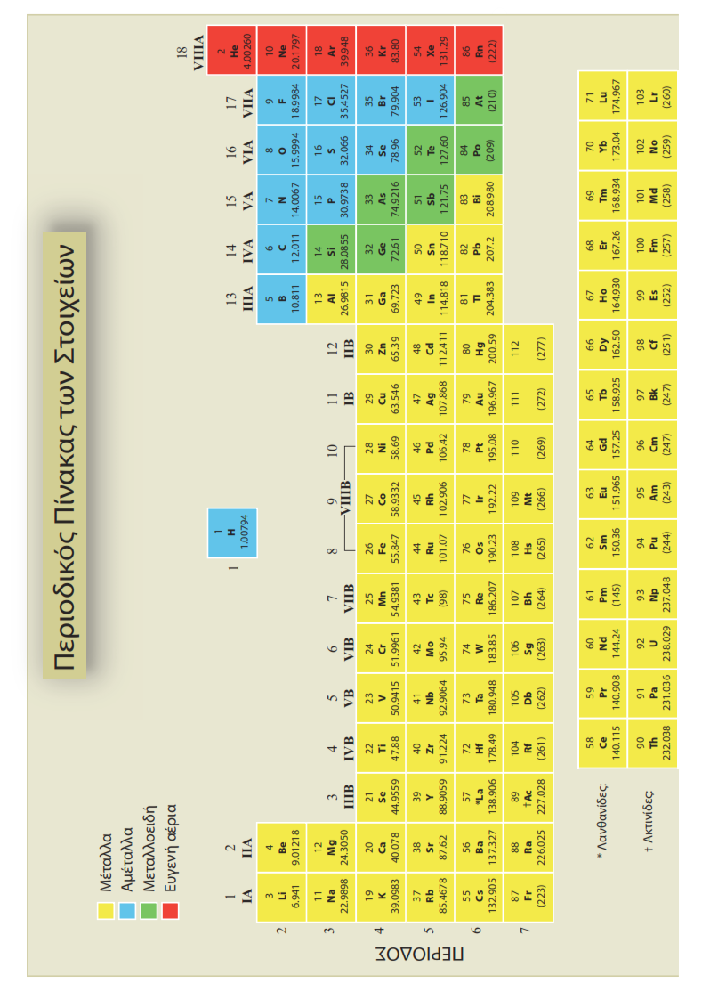 Περιοδικός Πίνακας των Στοιχείων
Μέταλλα
Αμέταλλα
Μεταλλοειδή
Ευγενή αέρια
18
VIIIA
1 2
1 H He
1.00794 4.00260
1 2 13 14 15 16 17
IA IIA IIIA IVA VA VIA VIIA
3 4 5 6 7 8 9 10
2 Li Be B C N O F Ne
6.941 9.01218 10.811 12.011 14.0067 15.9994 18.9984 20.1797
3 4 5 6 7 8 9 10 11 12
IIIB IVB VB VIB VIIB VIIIB IB IIB
11 12 13 14 15 16 17 18
3 Na Mg Al Si P S Cl Ar
22.9898 24.3050 26.9815 28.0855 30.9738 32.066 35.4527 39.948
ΠΕΡΙΟΔΟΣ
19 20 21 22 23 24 25 26 27 28 29 30 31 32 33 34 35 36
4 K Ca Se Ti V Cr Mn Fe Co Ni Cu Zn Ga Ge As Se Br Kr
39.0983 40.078 44.9559 47.88 50.9415 51.9961 54.9381 55.847 58.9332 58.69 63.546 65.39 69.723 72.61 74.9216 78.96 79.904 83.80
37 38 39 40 41 42 43 44 45 46 47 48 49 50 51 52 53 54
5 Rb Sr Y Zr Nb Mo Tc Ru Rh Pd Ag Cd In Sn Sb Te I Xe
85.4678 87.62 88.9059 91.224 92.9064 95.94 (98) 101.07 102.906 106.42 107.868 112.411 114.818 118.710 121.75 127.60 126.904 131.29
55 56 57 72 73 74 75 76 77 78 79 80 81 82 83 84 85 86
6 Cs Ba *La Hf Ta W Re Os Ir Pt Au Hg Tl Pb Bi Po At Rn
132.905 137.327 138.906 178.49 180.948 183.85 186.207 190.23 192.22 195.08 196.967 200.59 204.383 207.2 208.980 (209) (210) (222)
87 88 89 104 105 106 107 108 109 110 111 112
7 Fr Ra †Ac Rf Db Sg Bh Hs Mt
(223) 226.025 227.028 (261) (262) (263) (264) (265) (266) (269) (272) (277)
58 59 60 61 62 63 64 65 66 67 68 69 70 71
* Λανθανίδες: Ce Pr Nd Pm Sm Eu Gd Tb Dy Ho Er Tm Yb Lu
140.115 140.908 144.24 (145) 150.36 151.965 157.25 158.925 162.50 164.930 167.26 168.934 173.04 174.967
90 91 92 93 94 95 96 97 98 99 100 101 102 103
† Ακτινίδες: Th Pa U Np Pu Am Cm Bk Cf Es Fm Md No Lr
232.038 231.036 238.029 237.048 (244) (243) (247) (247) (251) (252) (257) (258) (259) (260)